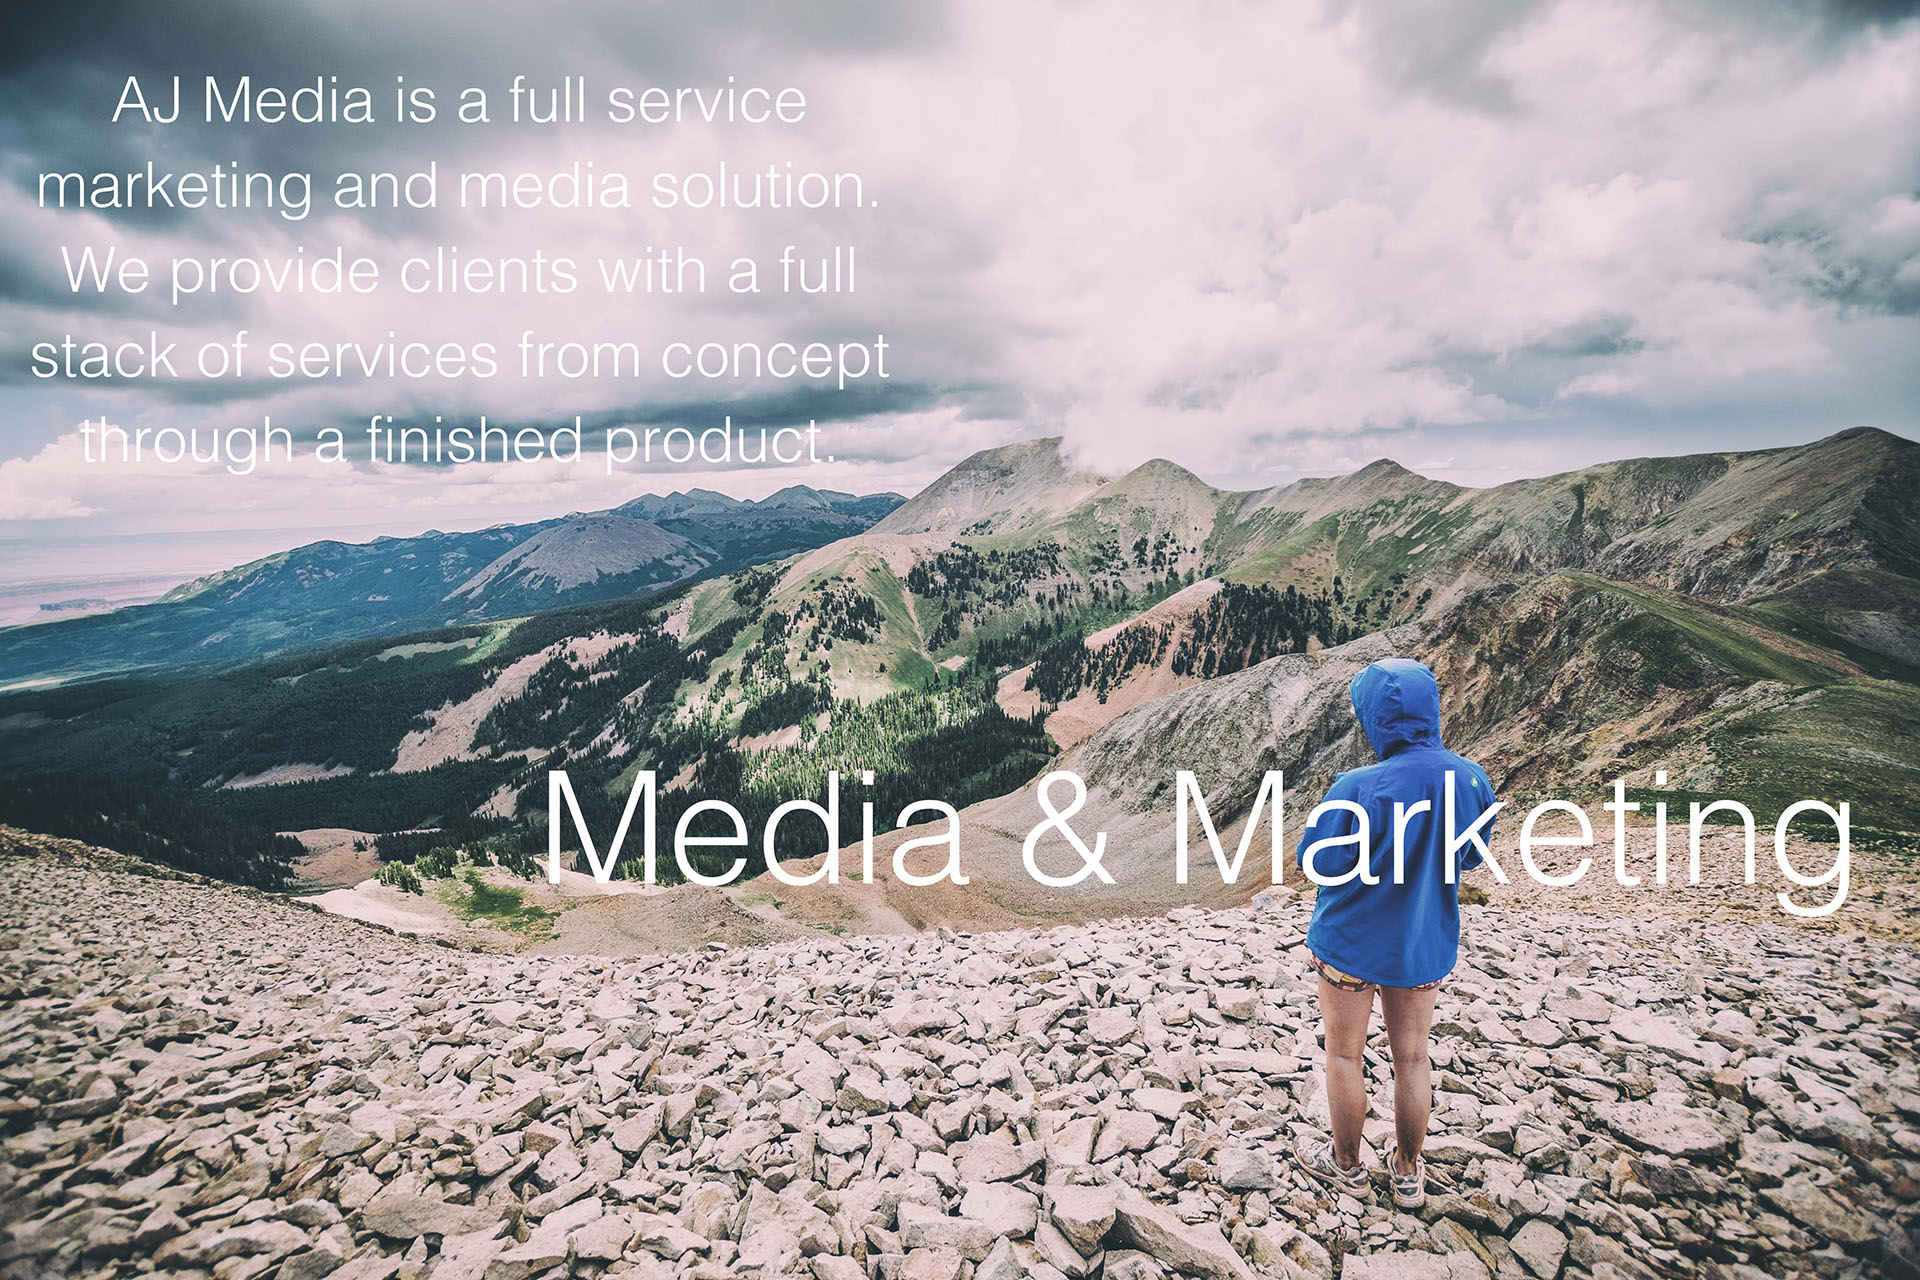 AJ Media is a full service
marketing and media solution.
We provide clients with a full
stack of services from concept
through a finished product.
Media & Marketing